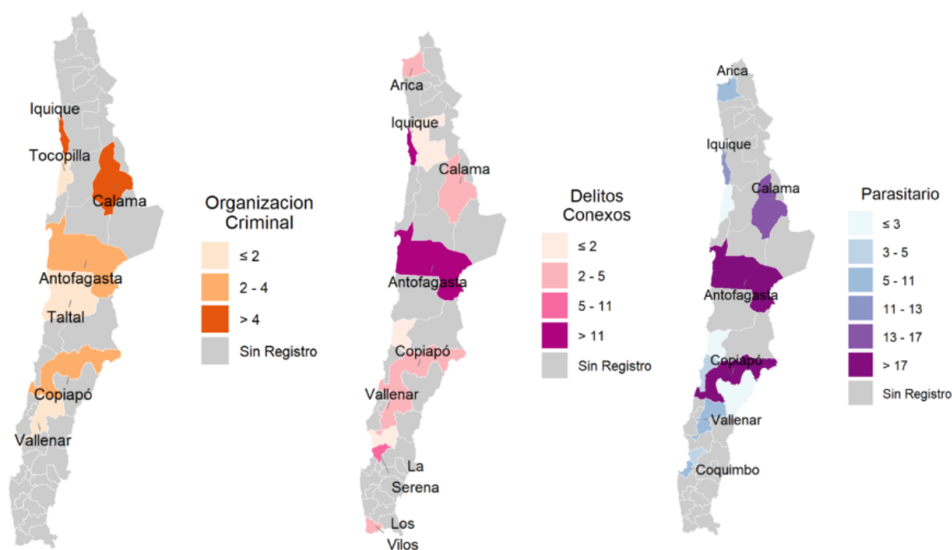 Iquique
Tocopilla
Calama
Antofagasta
Taltal
Copiapó
Vallenar
Organizacion
Criminal
≤ 2
2 - 4
> 4
Sin Registro
Arica
Iquique
Calama
Antofagasta
Copiapó
Vallenar
La
Serena
Los
Vilos
Delitos
Conexos
≤ 2
2 - 5
5 - 11
> 11
Sin Registro
Arica
Iquique
Calama
Antofagasta
Copiapó
Vallenar
Coquimbo
Parasitario
≤ 3
3 - 5
5 - 11
11 - 13
13 - 17
> 17
Sin Registro